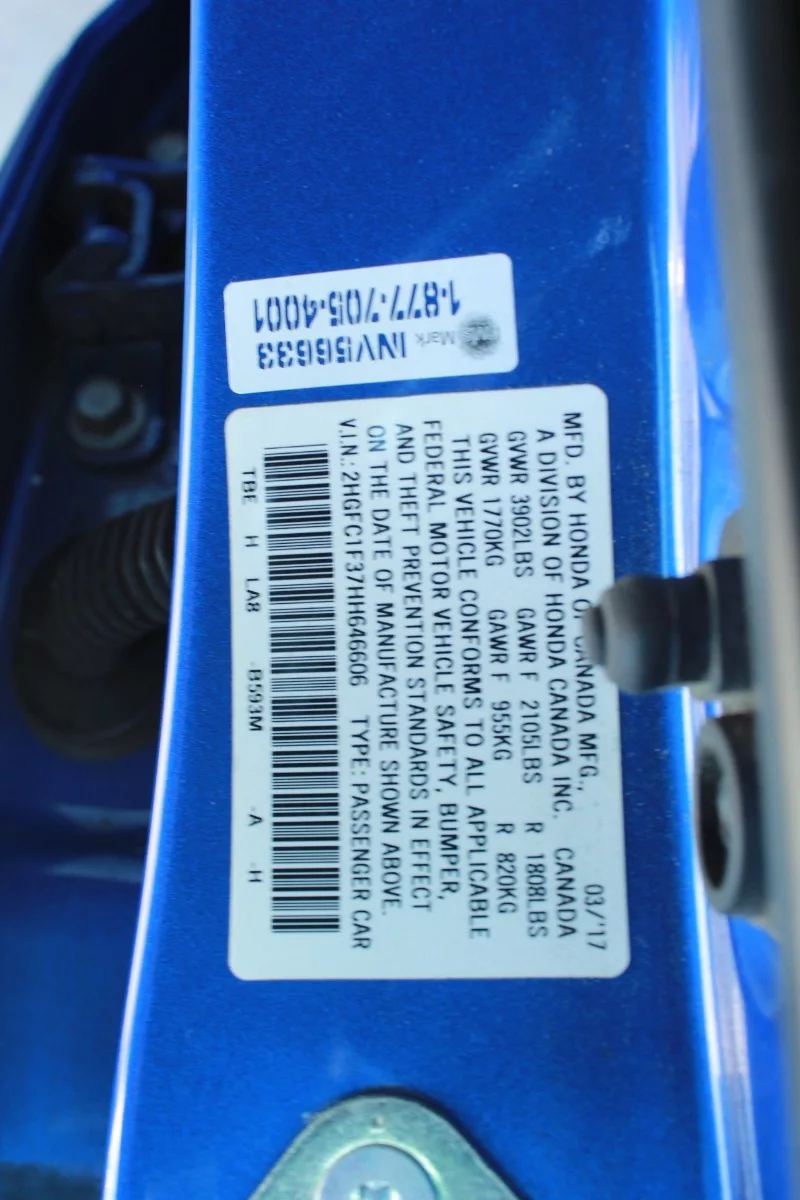 INV56633
Mark
1-877-705-4001
MFD. BY HONDA OF CANADA MFG., 03/'17
A DIVISION OF HONDA CANADA INC. CANADA
GVWR 3902LBS GAWR F 2105LBS R 1808LBS
GVWR 1770KG GAWR F 955KG R 820KG
THIS VEHICLE CONFORMS TO ALL APPLICABLE
FEDERAL MOTOR VEHICLE SAFETY, BUMPER,
AND THEFT PREVENTION STANDARDS IN EFFECT
ON THE DATE OF MANUFACTURE SHOWN ABOVE.
V.I.N.: 2HGFC1F37HH646606 TYPE: PASSENGER CAR
TBE H LA8 -B593M -A -H